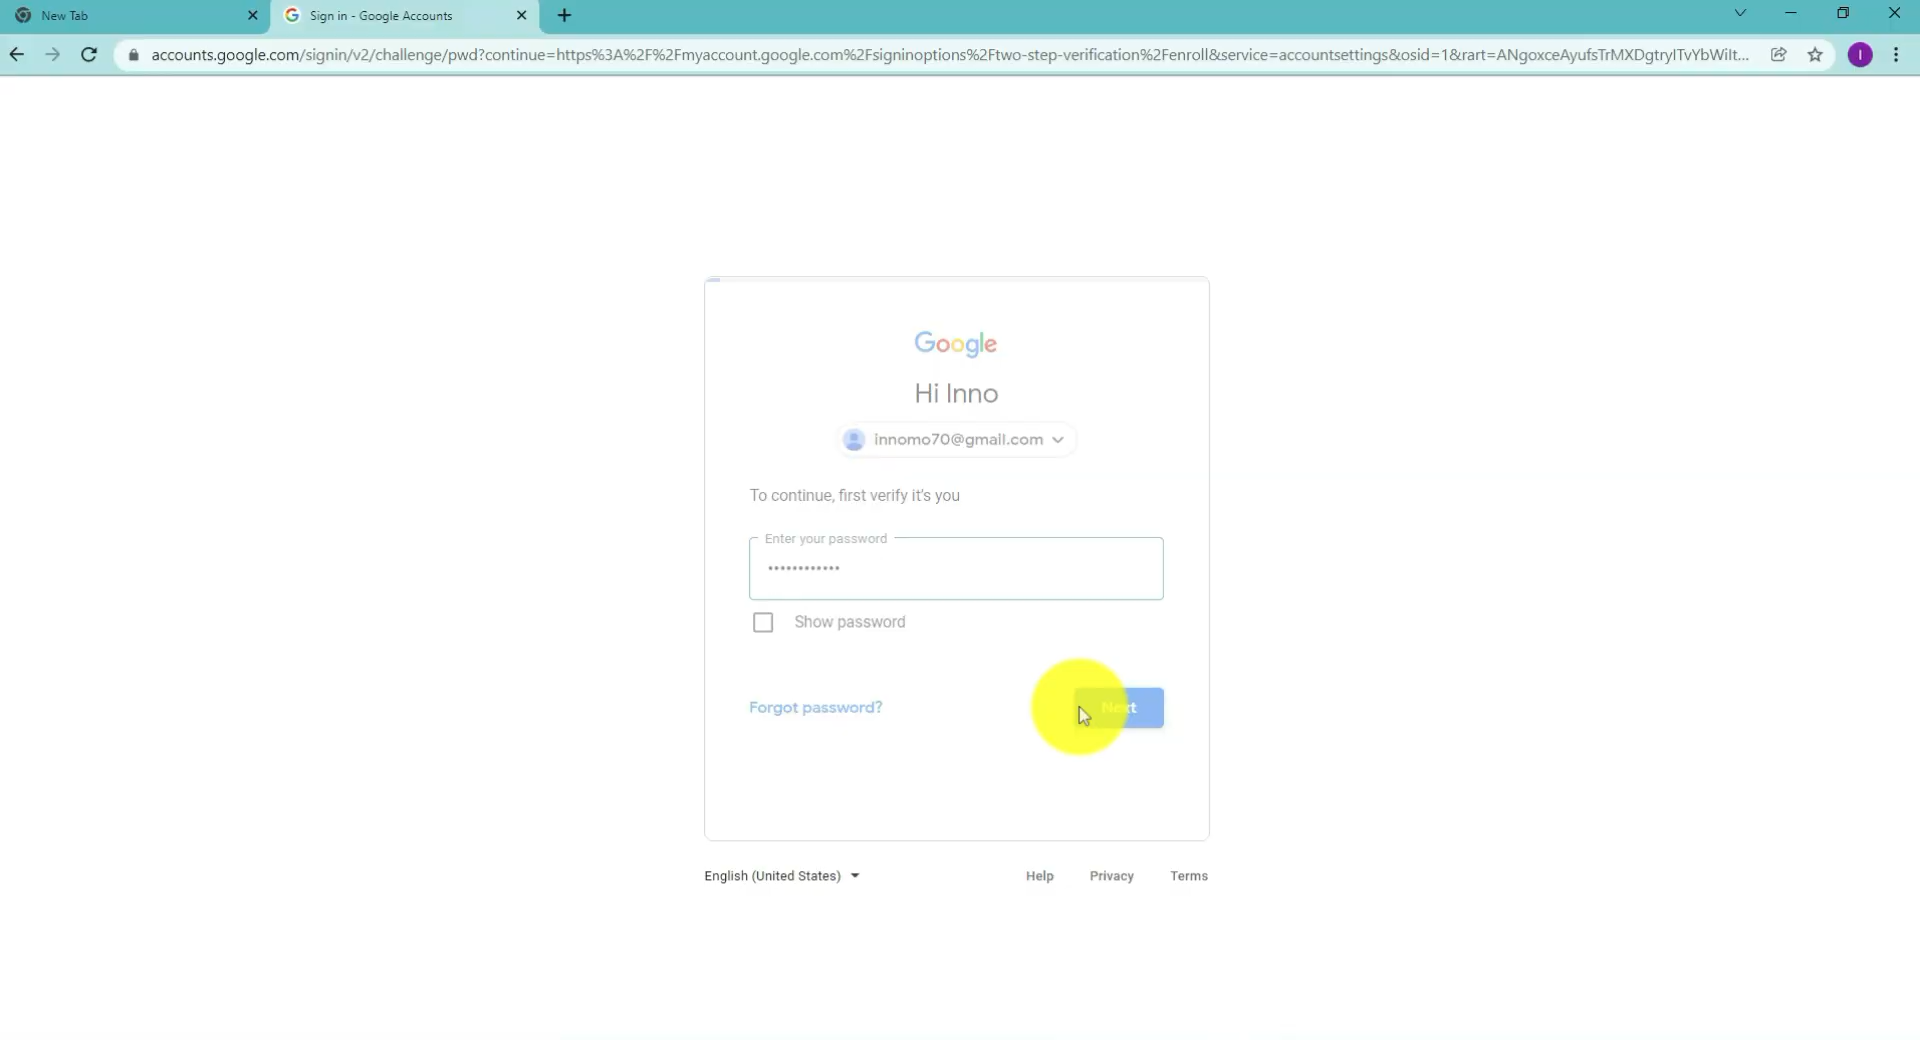 New Tab
Sign in - Google Accounts
accounts.google.com/signin/v2/challenge/pwd?continue=https%3A%2F%2Fmyaccount.google.com%2Fsigninoptions%2Ftwo-step-verification%2Fenroll&service=accountsettings&osid=1&rart=ANgoxceAyufsTrMXDgtryITvYbWiIt...
I
Google
Hi Inno
innomo70@gmail.com
To continue, first verify it's you
Enter your password
••••••••••••
Show password
Forgot password?
Next
English (United States)
Help
Privacy
Terms